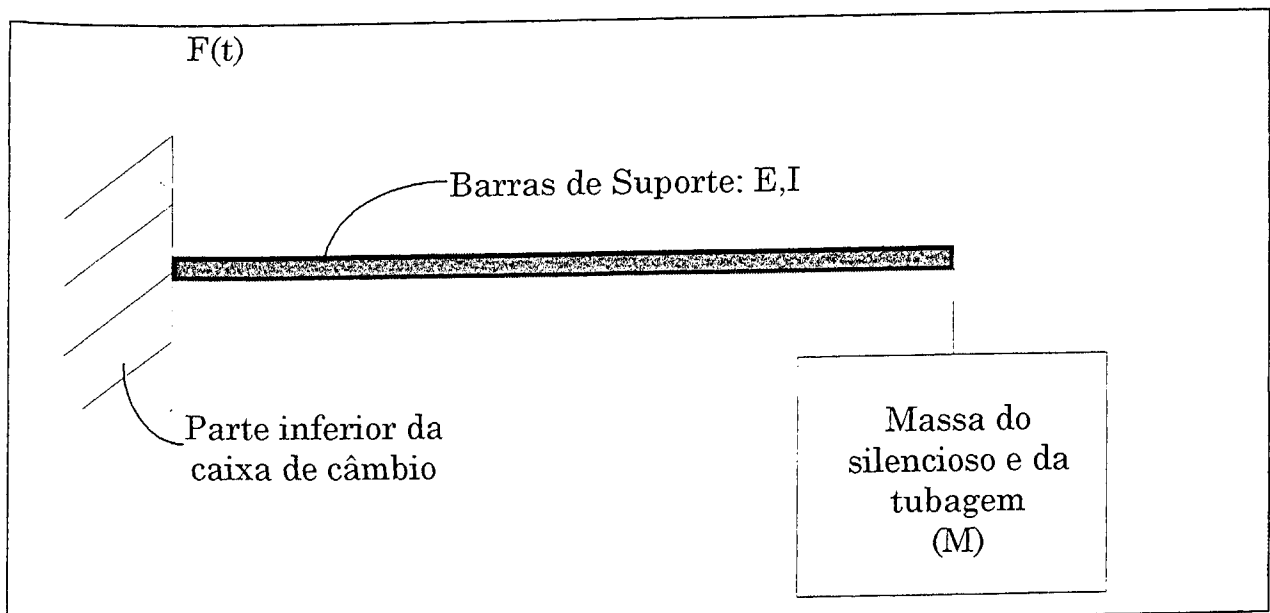 F(t)
Barras de Suporte: E,I
Parte inferior da
caixa de câmbio
Massa do
silencioso e da
tubagem
(M)